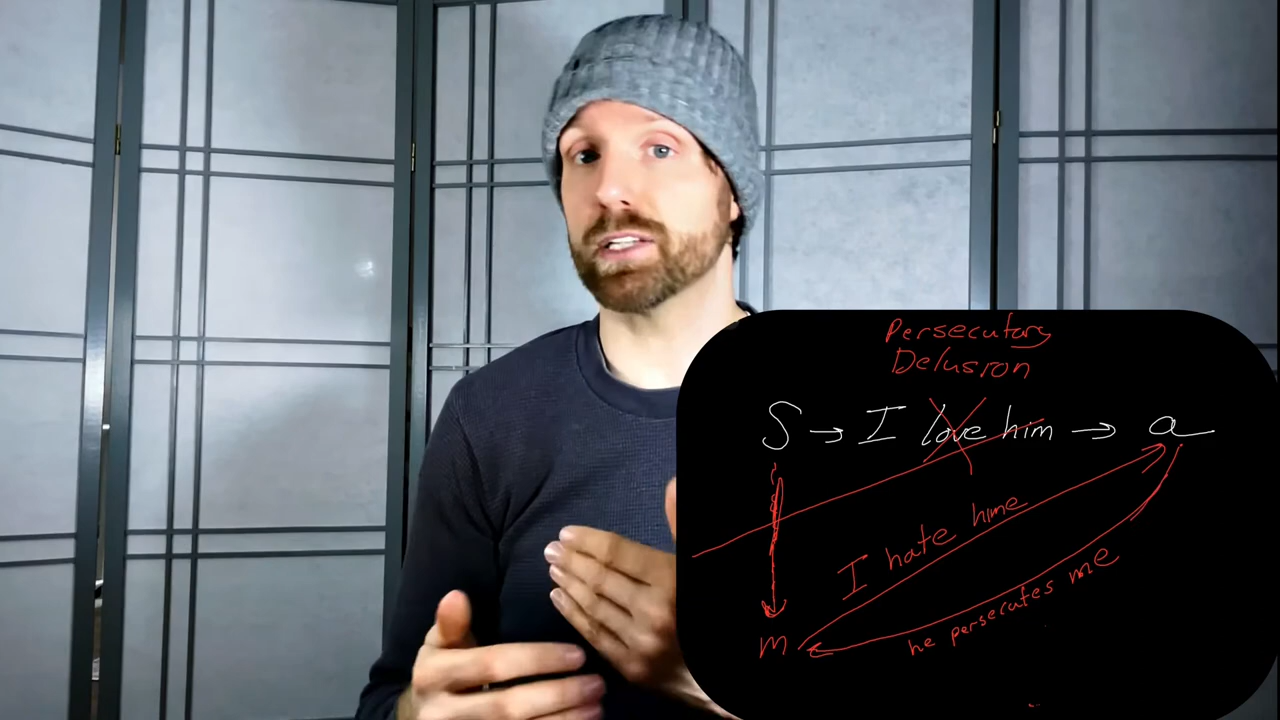 Persecutory
Delusion
S → I love him → a
I hate hime
he persecutes me
m